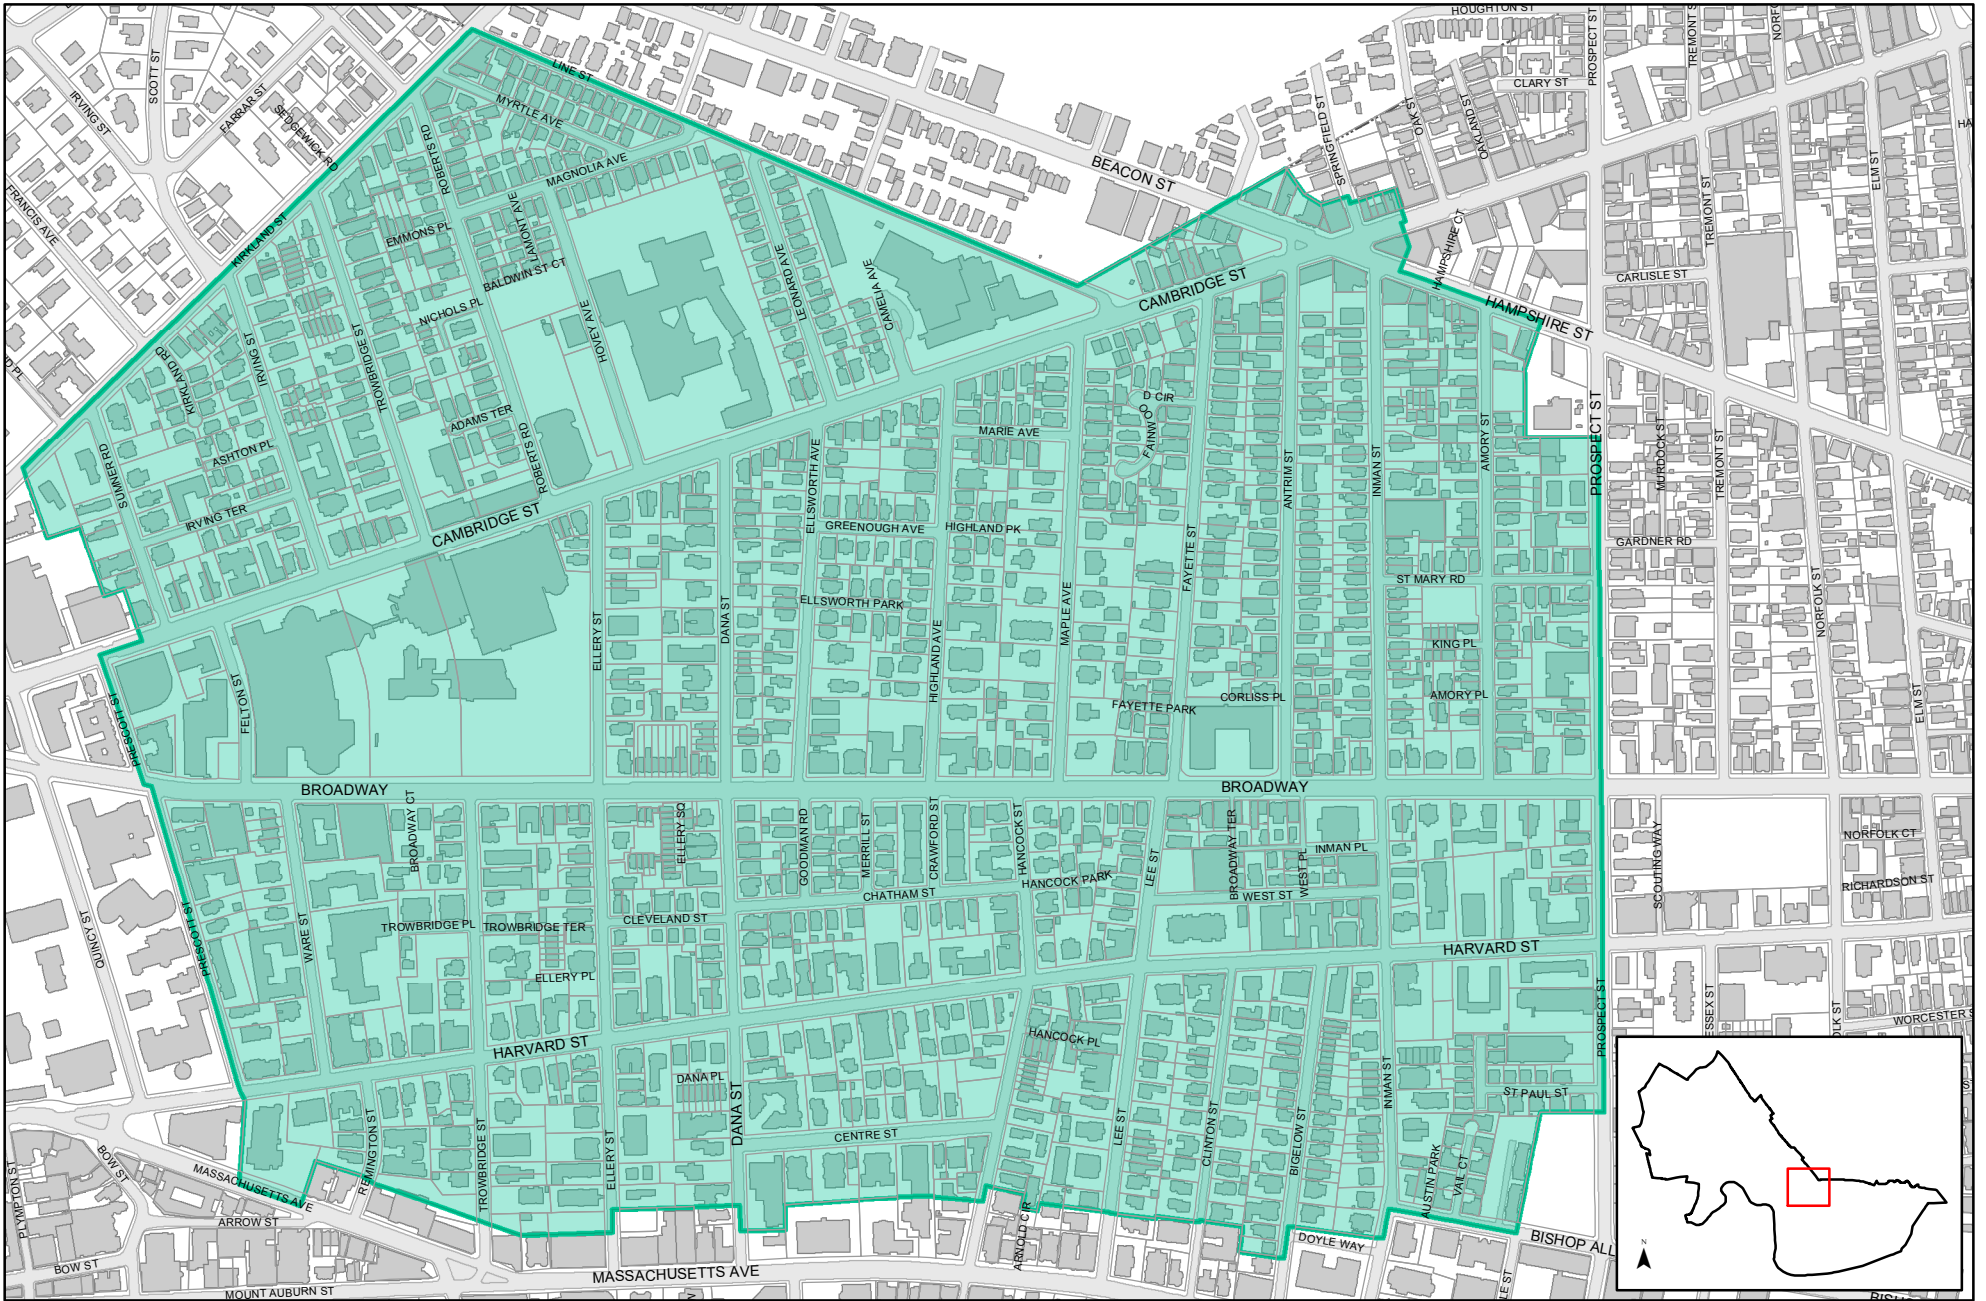 HOUGHTON ST
PROSPECT ST
TREMONT S
NORF
SCOTT ST
IRVING ST
FARRAR ST
SEDGEWICK RD
LINE ST
MYRTLE AVE
CLARY ST
OAK ST
OAKLAND ST
SPRINGFIELD ST
BEACON ST
ROBERTS RD
MAGNOLIA AVE
ELM ST
HA
FRANCIS AVE
KIRKLAND ST
EMMONS PL
LAMONT AVE
BALDWIN ST CT
NICHOLS PL
LEONARD AVE
CAMELIA AVE
CAMBRIDGE ST
HAMPSHIRE CT
TREMONT ST
CARLISLE ST
HAMPSHIRE ST
HOVEY AVE
D PL
KIRKLAND RD
IRVING ST
TROWBRIDGE ST
ADAMS TER
ROBERTS RD
ASHTON PL
SUMNER RD
IRVING TER
CAMBRIDGE ST
D CIR
FAINWOO
MARIE AVE
AMORY ST
PROSPECT ST
MURDOCK ST
TREMONT ST
ELLSWORTH AVE
ANTRIM ST
INMAN ST
GREENOUGH AVE
HIGHLAND PK
FAYETTE ST
GARDNER RD
ST MARY RD
NORFOLK ST
ELLERY ST
DANA ST
ELLSWORTH PARK
HIGHLAND AVE
MAPLE AVE
KING PL
AMORY PL
CORLISS PL
FAYETTE PARK
ELM ST
PRESCOTT ST
FELTON ST
BROADWAY
BROADWAY
BROADWAY CT
ELLERY SQ
GOODMAN RD
MERRILL ST
CRAWFORD ST
HANCOCK ST
HANCOCK PARK
LEE ST
BROADWAY TER
WEST PL
INMAN PL
WEST ST
SCOUTING WAY
NORFOLK CT
RICHARDSON ST
CHATHAM ST
CLEVELAND ST
TROWBRIDGE PL
TROWBRIDGE TER
ELLERY PL
QUINCY ST
PRESCOTT ST
WARE ST
HARVARD ST
HARVARD ST
PROSPECT ST
ESSEX ST
OLK ST
WORCESTER S
HANCOCK PL
DANA PL
DANA ST
CENTRE ST
INMAN ST
ST PAUL ST
ST
REMINGTON ST
TROWBRIDGE ST
ELLERY ST
LEE ST
CLINTON ST
BIGELOW ST
AUSTIN PARK
VAIL CT
PLYMPTON ST
BOW ST
MASSACHUSETTS AVE
ARROW ST
ARNOLD CIR
DOYLE WAY
BISHOP ALL
BOW ST
MOUNT AUBURN ST
MASSACHUSETTS AVE
LE ST
BISH
N